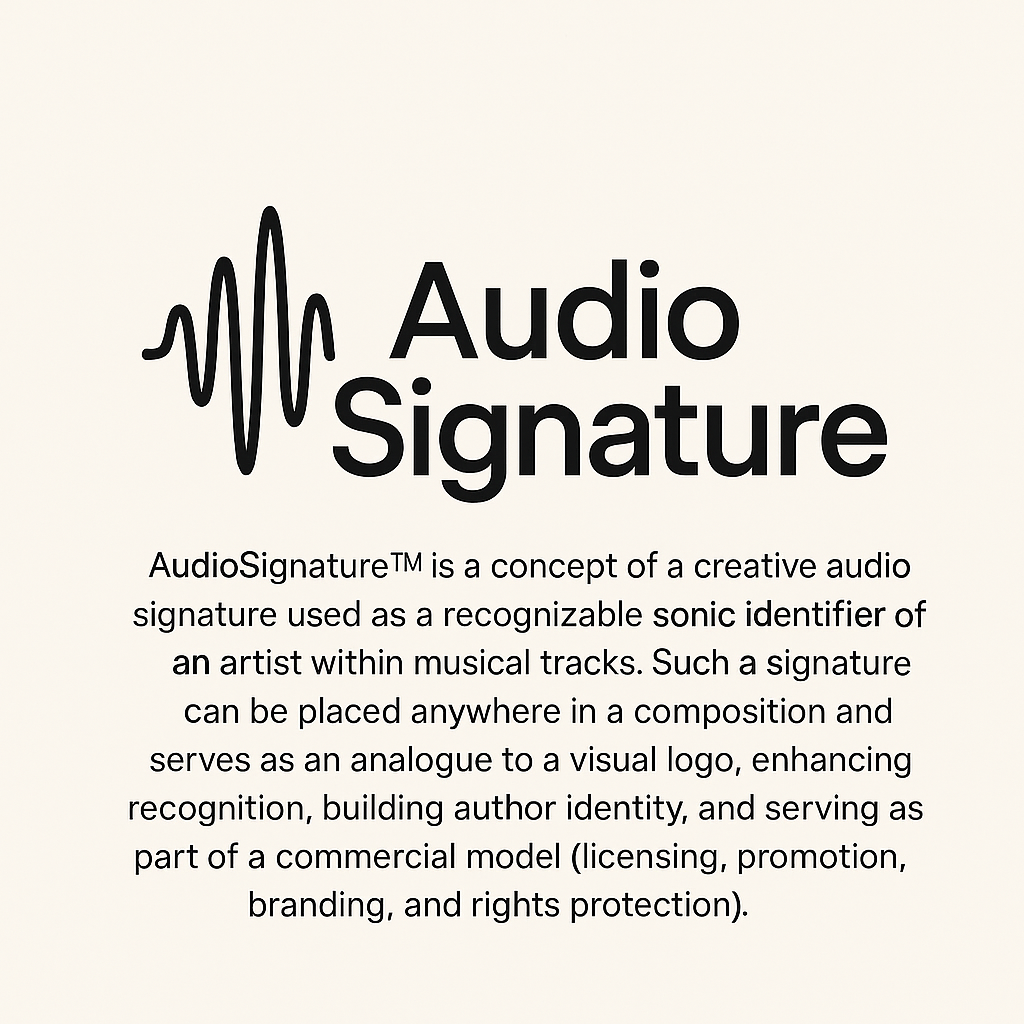 Audio
Signature
AudioSignature™ is a concept of a creative audio
signature used as a recognizable sonic identifier of
an artist within musical tracks. Such a signature
can be placed anywhere in a composition and
serves as an analogue to a visual logo, enhancing
recognition, building author identity, and serving as
part of a commercial model (licensing, promotion,
branding, and rights protection).